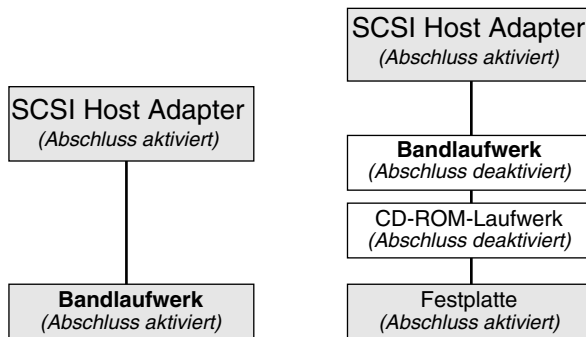 SCSI Host Adapter
(Abschluss aktiviert)
Bandlaufwerk
(Abschluss aktiviert)
SCSI Host Adapter
(Abschluss aktiviert)
Bandlaufwerk
(Abschluss deaktiviert)
CD-ROM-Laufwerk
(Abschluss deaktiviert)
Festplatte
(Abschluss aktiviert)